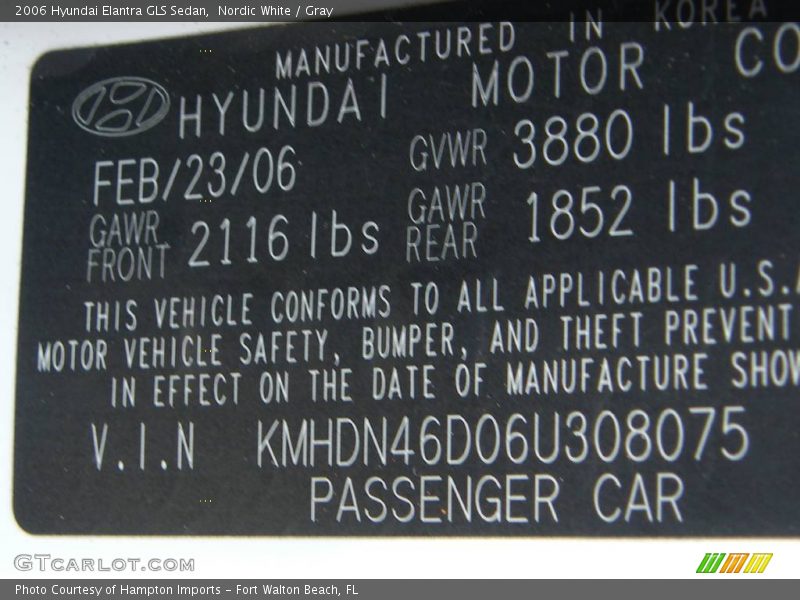 2006 Hyundai Elantra GLS Sedan, Nordic White / Gray
MANUFACTURED IN KOREA
HYUNDAI MOTOR CO
FEB/23/06 GVWR 3880 lbs
GAWR FRONT 2116 lbs GAWR REAR 1852 lbs
THIS VEHICLE CONFORMS TO ALL APPLICABLE U.S.A
MOTOR VEHICLE SAFETY, BUMPER, AND THEFT PREVENT
IN EFFECT ON THE DATE OF MANUFACTURE SHOW
V.I.N KMHDN46D06U308075
PASSENGER CAR
GTCARLOT.COM
Photo Courtesy of Hampton Imports - Fort Walton Beach, FL